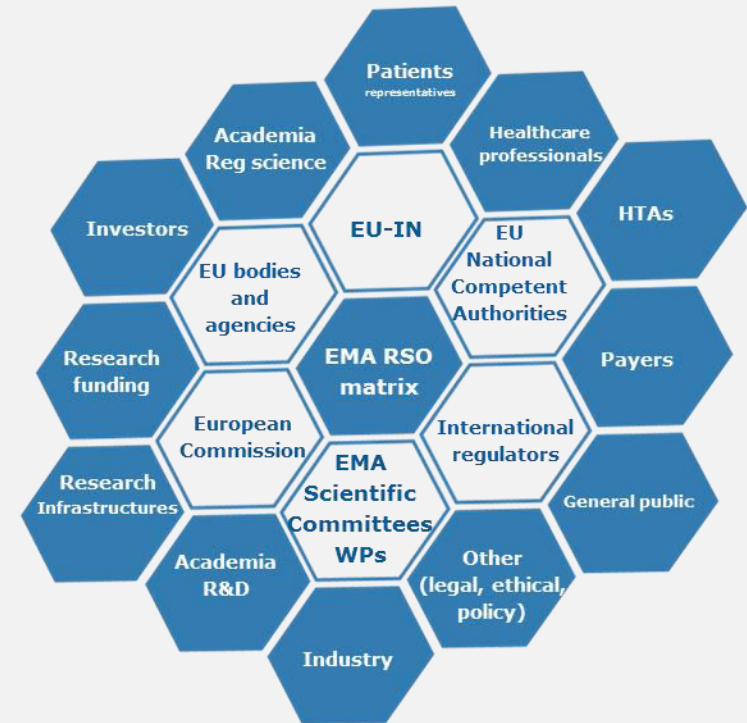 Patients
representatives
Academia
Reg science
Healthcare
professionals
Investors
EU-IN
HTAs
EU bodies
and
agencies
EU
National
Competent
Authorities
Research
funding
EMA RSO
matrix
Payers
European
Commission
International
regulators
Research
Infrastructures
EMA
Scientific
Committees
WPs
General public
Academia
R&D
Other
(legal, ethical,
policy)
Industry